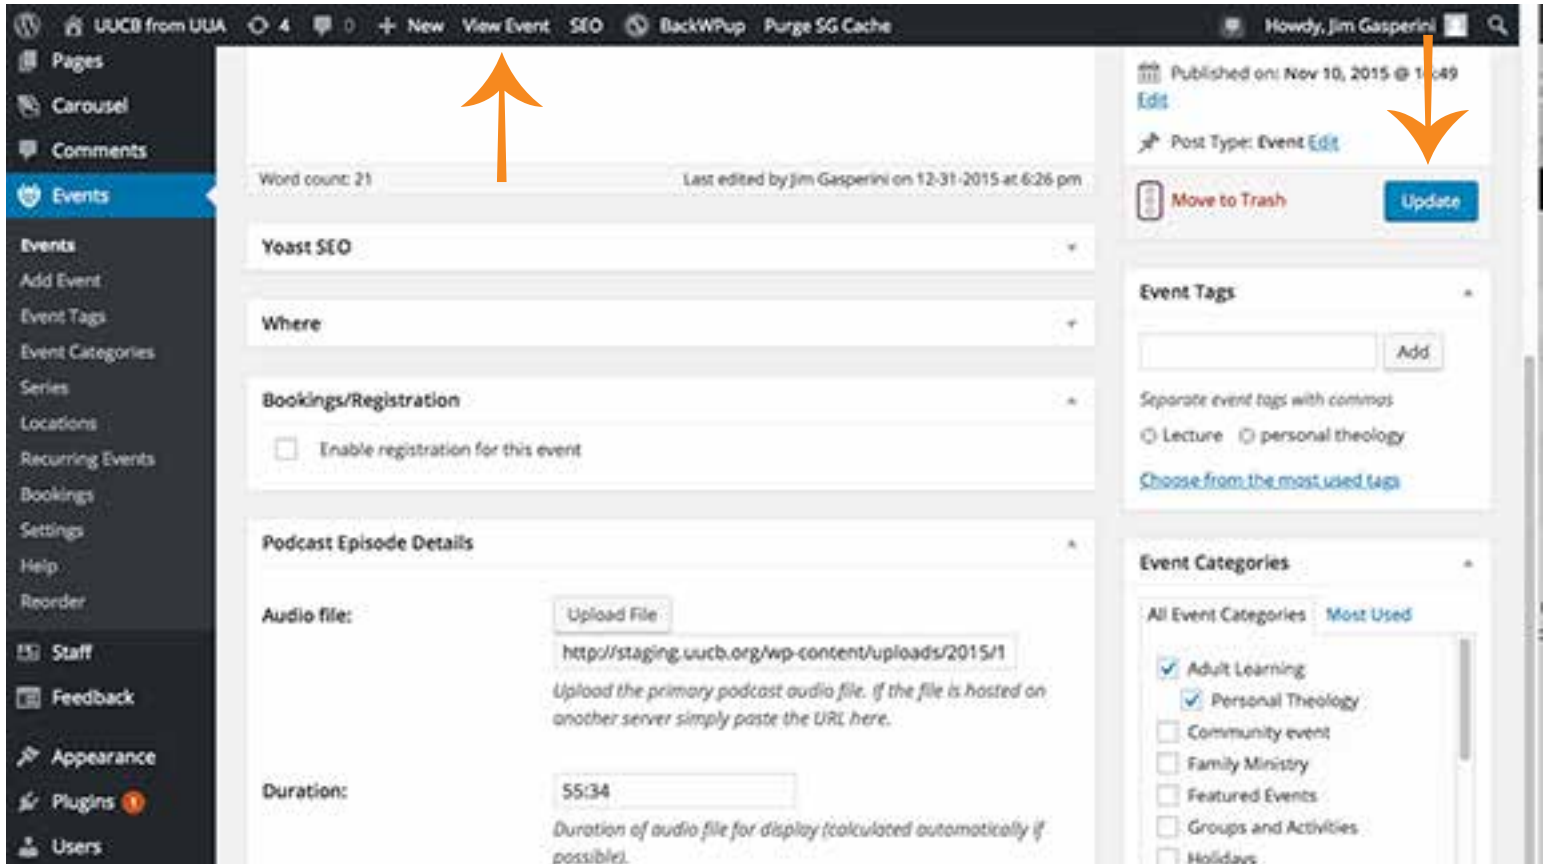 UUCB from UUA 4 0 New View Event SEO BackWPup Purge SG Cache Howdy, Jim Gasperini
Pages
Carousel
Comments
Events
Events
Add Event
Event Tags
Event Categories
Series
Locations
Recurring Events
Bookings
Settings
Help
Reorder
Staff
Feedback
Appearance
Plugins 1
Users
Word count: 21
Last edited by Jim Gasperini on 12-31-2015 at 6:26 pm
Yoast SEO
Where
Bookings/Registration
Enable registration for this event
Podcast Episode Details
Audio file:
Upload File
http://staging.uucb.org/wp-content/uploads/2015/1
Upload the primary podcast audio file. If the file is hosted on
another server simply paste the URL here.
Duration:
55:34
Duration of audio file for display (calculated automatically if
possible).
Published on: Nov 10, 2015 @
Edit
Post Type: Event Edit
Move to Trash
Update
Event Tags
Add
Separate event tags with commas
Lecture personal theology
Choose from the most used tags
Event Categories
All Event Categories Most Used
Adult Learning
Personal Theology
Community event
Family Ministry
Featured Events
Groups and Activities
Holidays